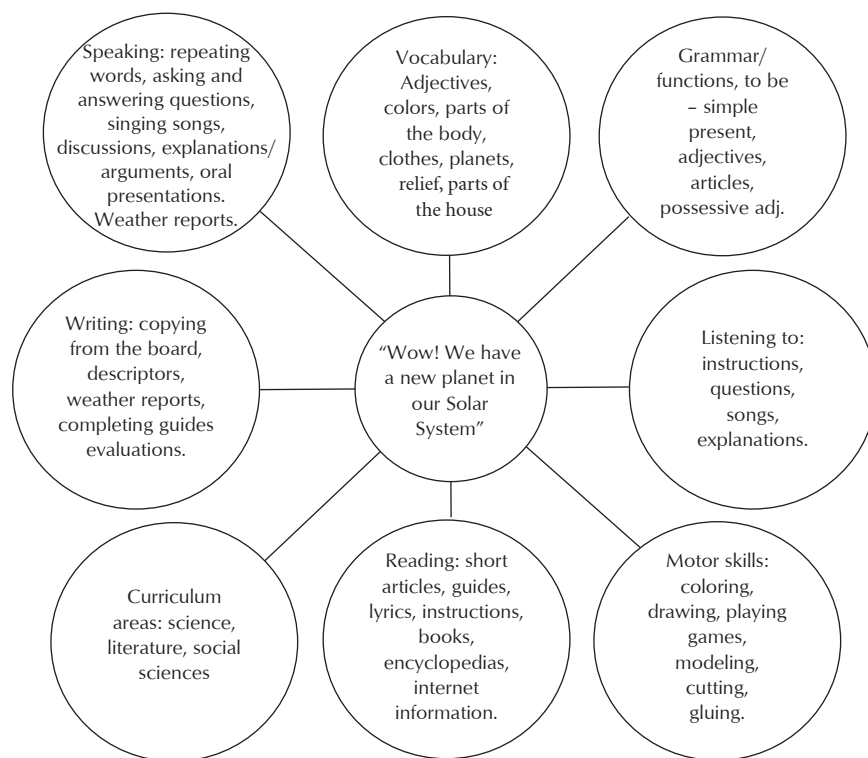 Speaking: repeating
words, asking and
answering questions,
singing songs,
discussions, explanations/
arguments, oral
presentations.
Weather reports.
Vocabulary:
Adjectives,
colors, parts of
the body,
clothes, planets,
relief, parts of
the house
Grammar/
functions, to be
– simple
present,
adjectives,
articles,
possessive adj.
Writing: copying
from the board,
descriptors,
weather reports,
completing guides
evaluations.
“Wow! We have
a new planet in
our Solar
System”
Listening to:
instructions,
questions,
songs,
explanations.
Curriculum
areas: science,
literature, social
sciences
Reading: short
articles, guides,
lyrics, instructions,
books,
encyclopedias,
internet
information.
Motor skills:
coloring,
drawing, playing
games,
modeling,
cutting,
gluing.